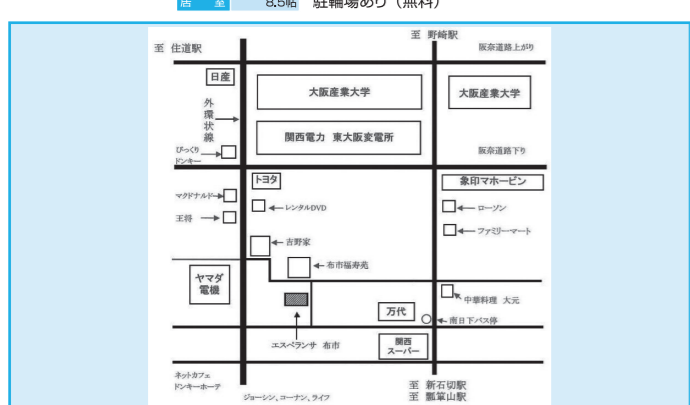 居　室　8.5帖　駐輪場あり（無料）
至 野崎駅
至 住道駅
阪奈道路上がり
日産
大阪産業大学
大阪産業大学
外環状線
関西電力 東大阪変電所
びっくりドンキー
阪奈道路下り
トヨタ
象印マホービン
マクドナルド
レンタルDVD
ローソン
王将
ファミリーマート
吉野家
布市福寿苑
ヤマダ
電機
中華料理 大元
万代
南日下バス停
エスペランサ 布市
関西
スーパー
ネットカフェ
ドンキーホーテ
至 新石切駅
ジョーシン、コーナン、ライフ
至 瓢箪山駅